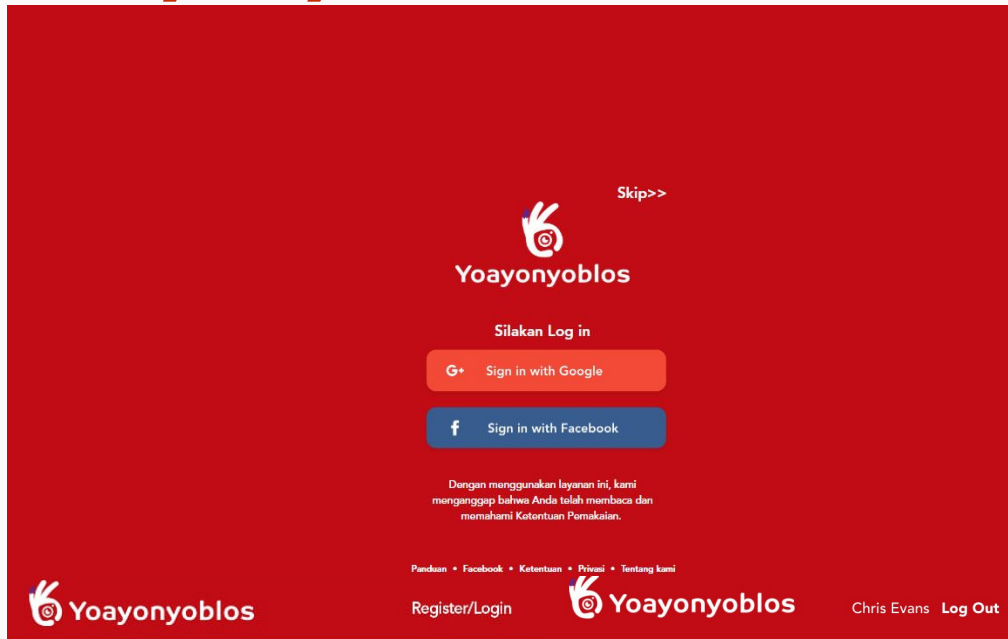 Skip>>
Yoayonyoblos
Silakan Log in
G+ Sign in with Google
f Sign in with Facebook
Dengan menggunakan layanan ini, kami
menganggap bahwa Anda telah membaca dan
memahami Ketentuan Pemakaian.
Panduan • Facebook • Ketentuan • Privasi • Tentang kami
Yoayonyoblos Register/Login Yoayonyoblos Chris Evans Log Out